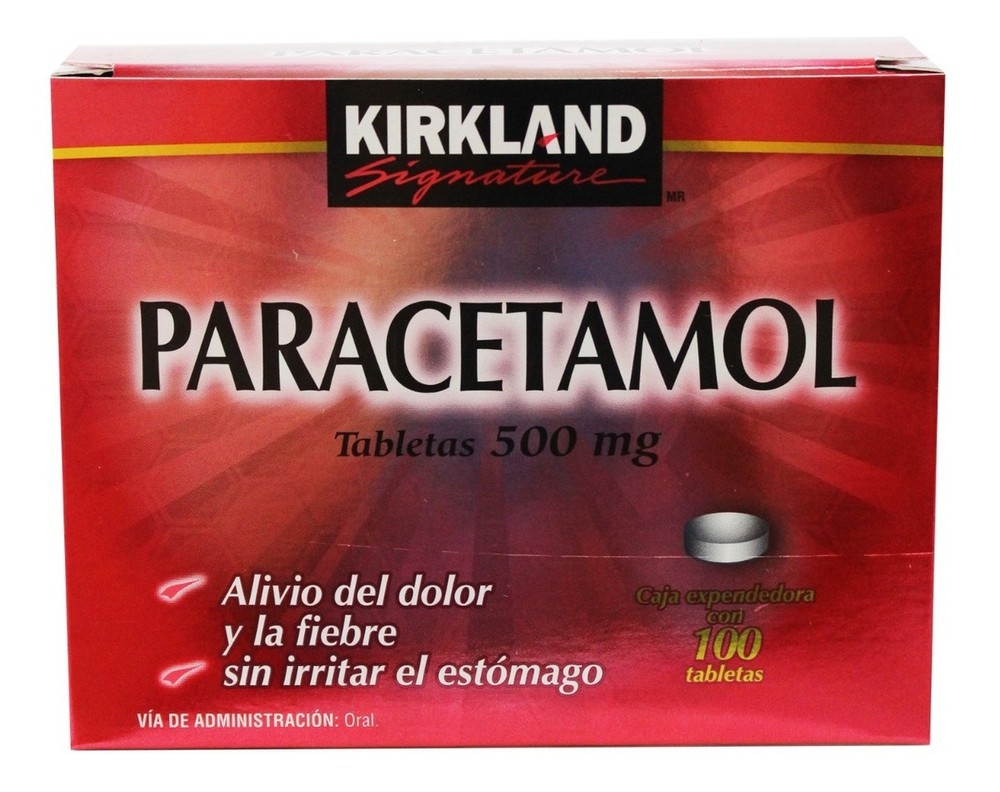 PARACETAMOL
KIRKLAND
Signature
MR
PARACETAMOL
Tabletas 500 mg
Alivio del dolor
y la fiebre
sin irritar el estómago
Caja expendedora
con
100
tabletas
VÍA DE ADMINISTRACIÓN: Oral.